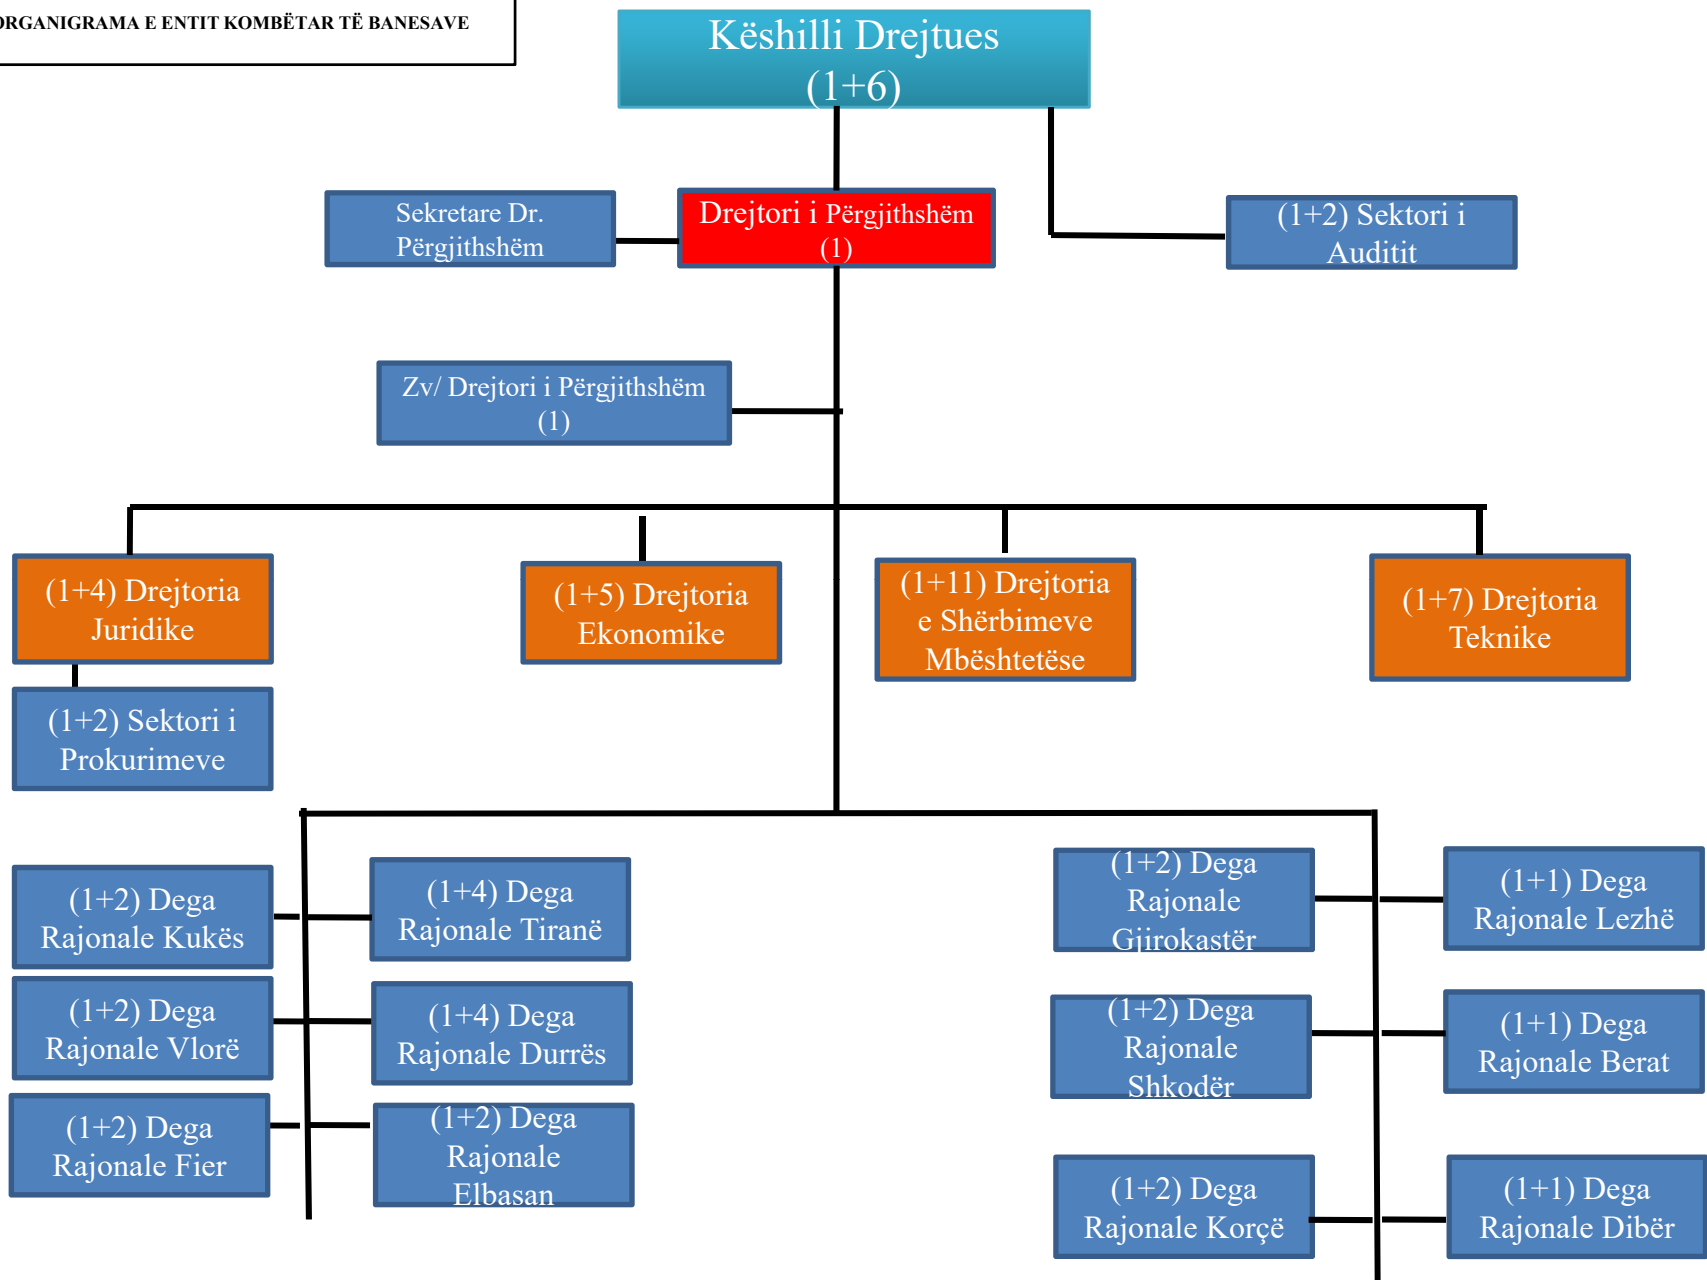 ORGANIGRAMA E ENTIT KOMBËTAR TË BANESAVE
Këshilli Drejtues
(1+6)
Sekretare Dr.
Përgjithshëm
Drejtori i Përgjithshëm
(1)
(1+2) Sektori i
Auditit
Zv/ Drejtori i Përgjithshëm
(1)
(1+4) Drejtoria
Juridike
(1+5) Drejtoria
Ekonomike
(1+11) Drejtoria
e Shërbimeve
Mbështetëse
(1+7) Drejtoria
Teknike
(1+2) Sektori i
Prokurimeve
(1+2) Dega
Rajonale Kukës
(1+4) Dega
Rajonale Tiranë
(1+2) Dega
Rajonale
Gjirokastër
(1+1) Dega
Rajonale Lezhë
(1+2) Dega
Rajonale Vlorë
(1+4) Dega
Rajonale Durrës
(1+2) Dega
Rajonale
Shkodër
(1+1) Dega
Rajonale Berat
(1+2) Dega
Rajonale Fier
(1+2) Dega
Rajonale
Elbasan
(1+2) Dega
Rajonale Korçë
(1+1) Dega
Rajonale Dibër